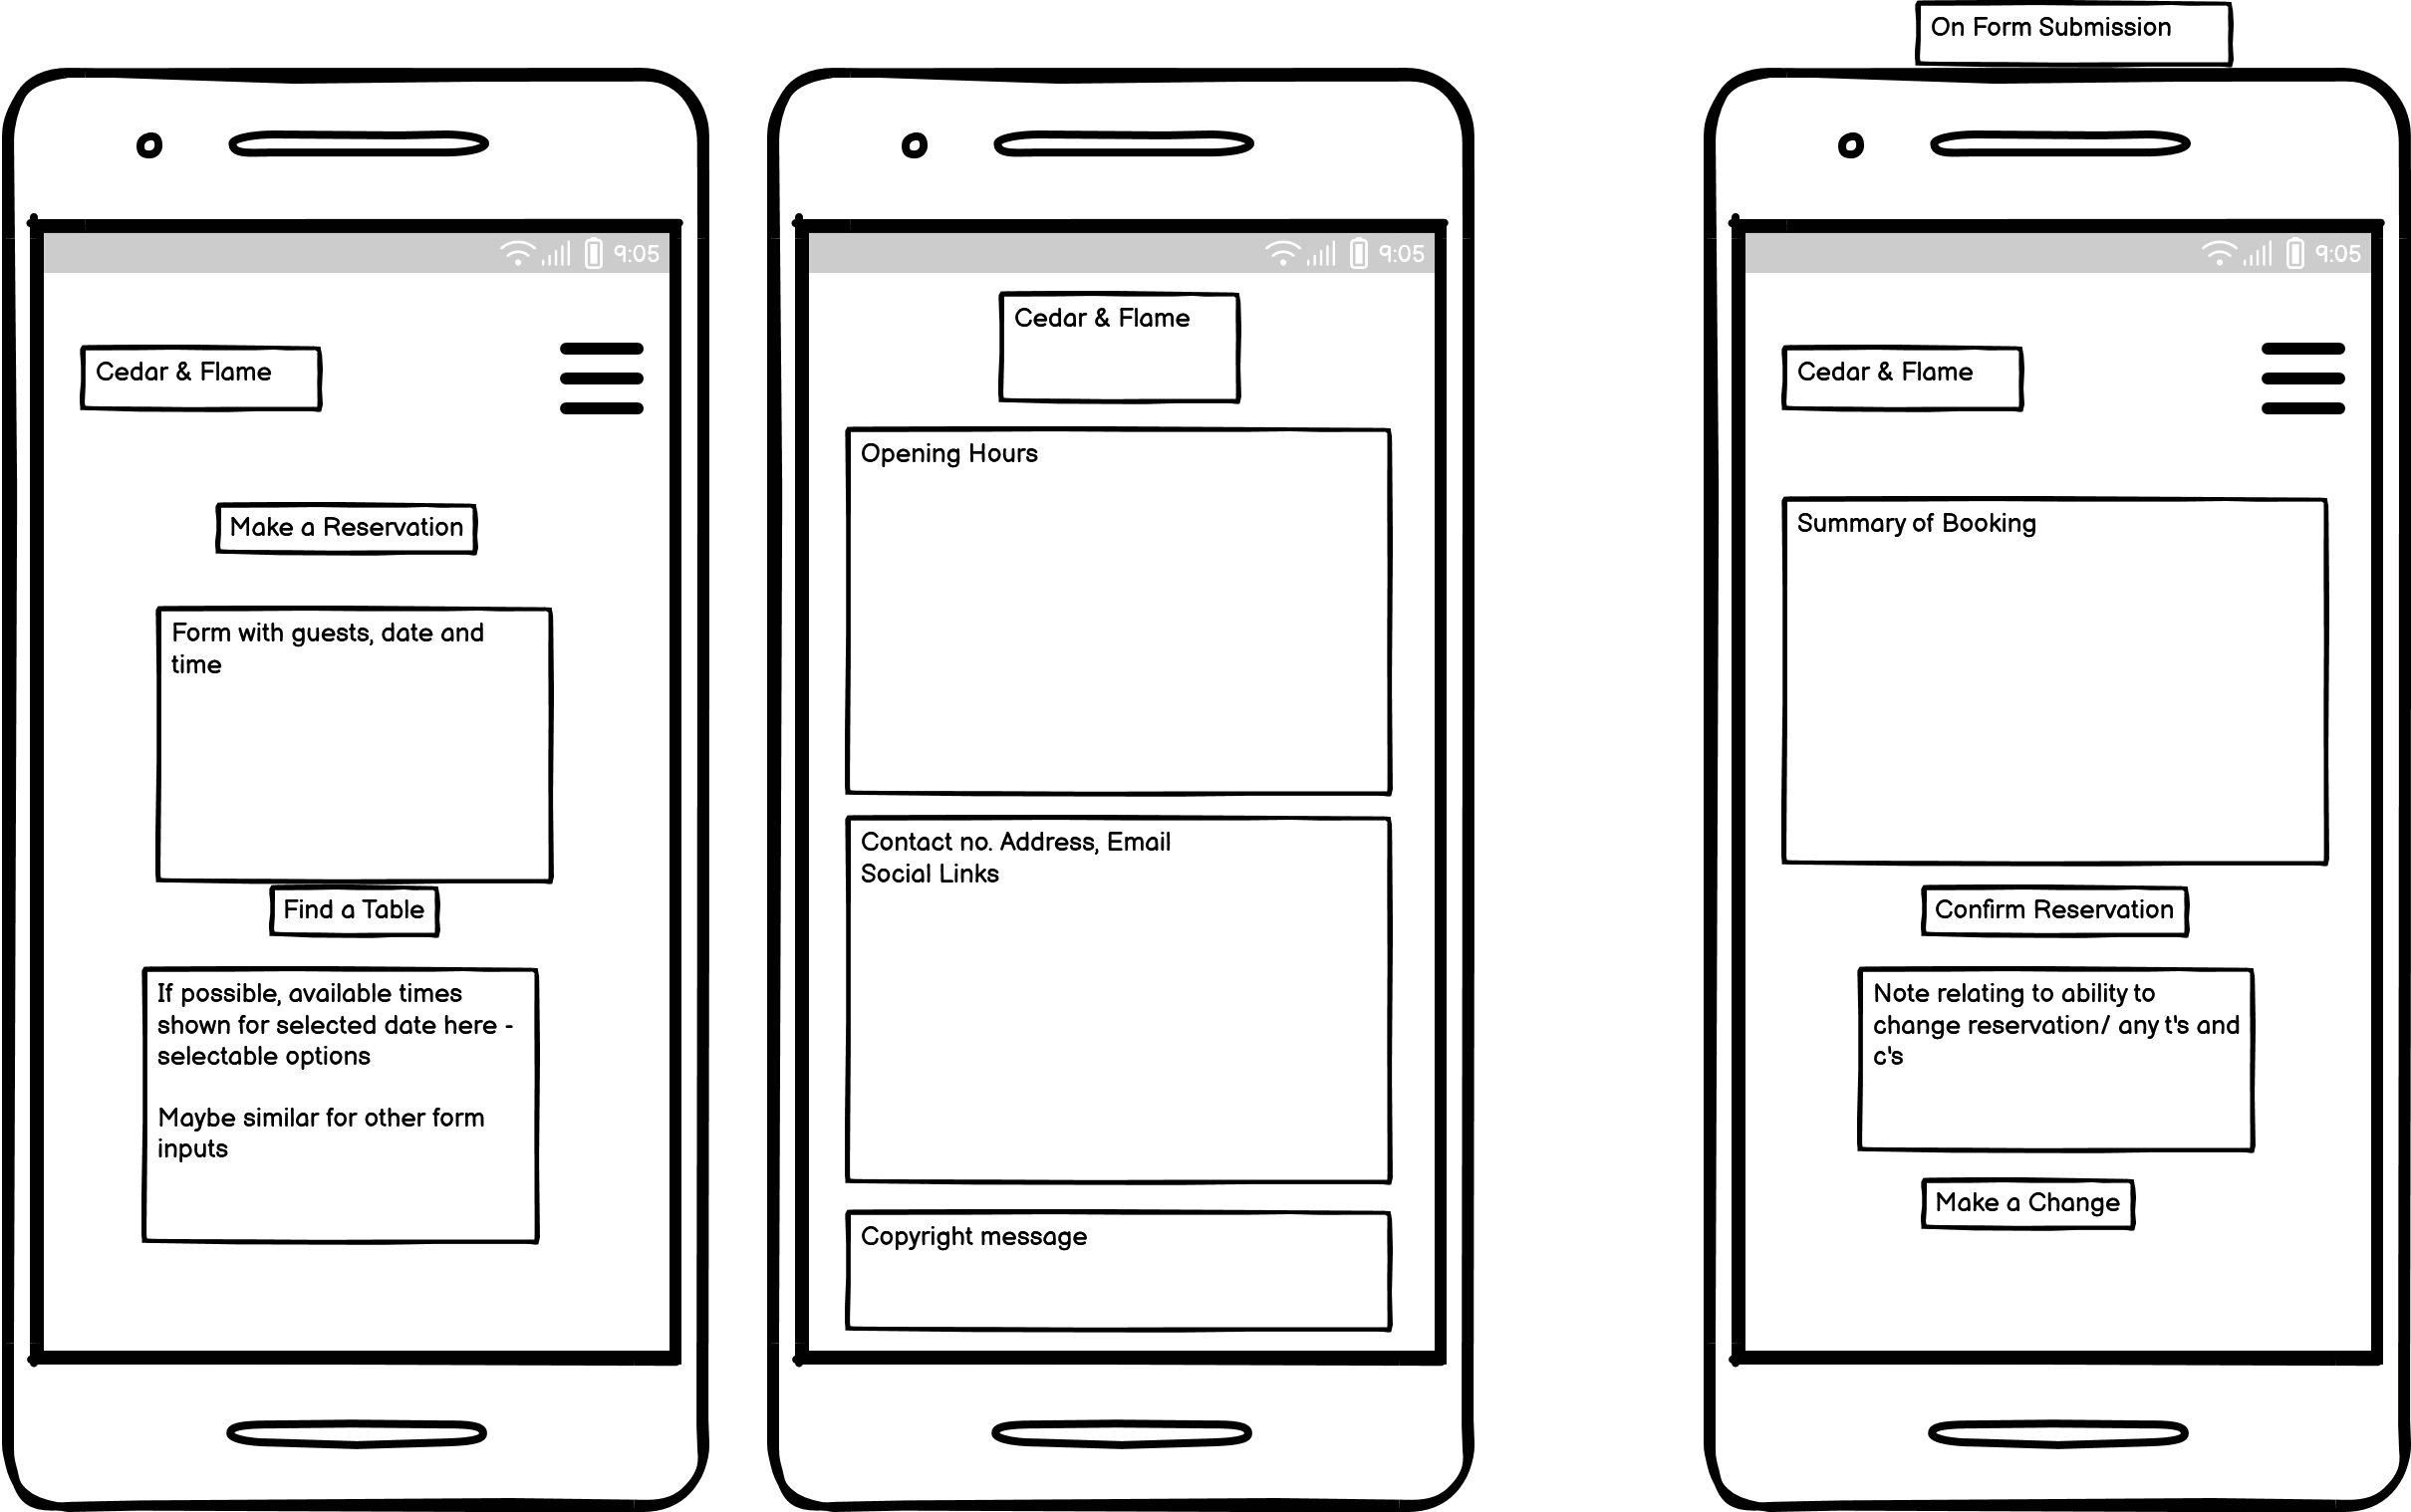 On Form Submission
9:05
Cedar & Flame
Make a Reservation
Form with guests, date and
time
Find a Table
If possible, available times
shown for selected date here -
selectable options
Maybe similar for other form
inputs
9:05
Cedar & Flame
Opening Hours
Contact no. Address, Email
Social Links
Copyright message
9:05
Cedar & Flame
Summary of Booking
Confirm Reservation
Note relating to ability to
change reservation/ any t's and
c's
Make a Change